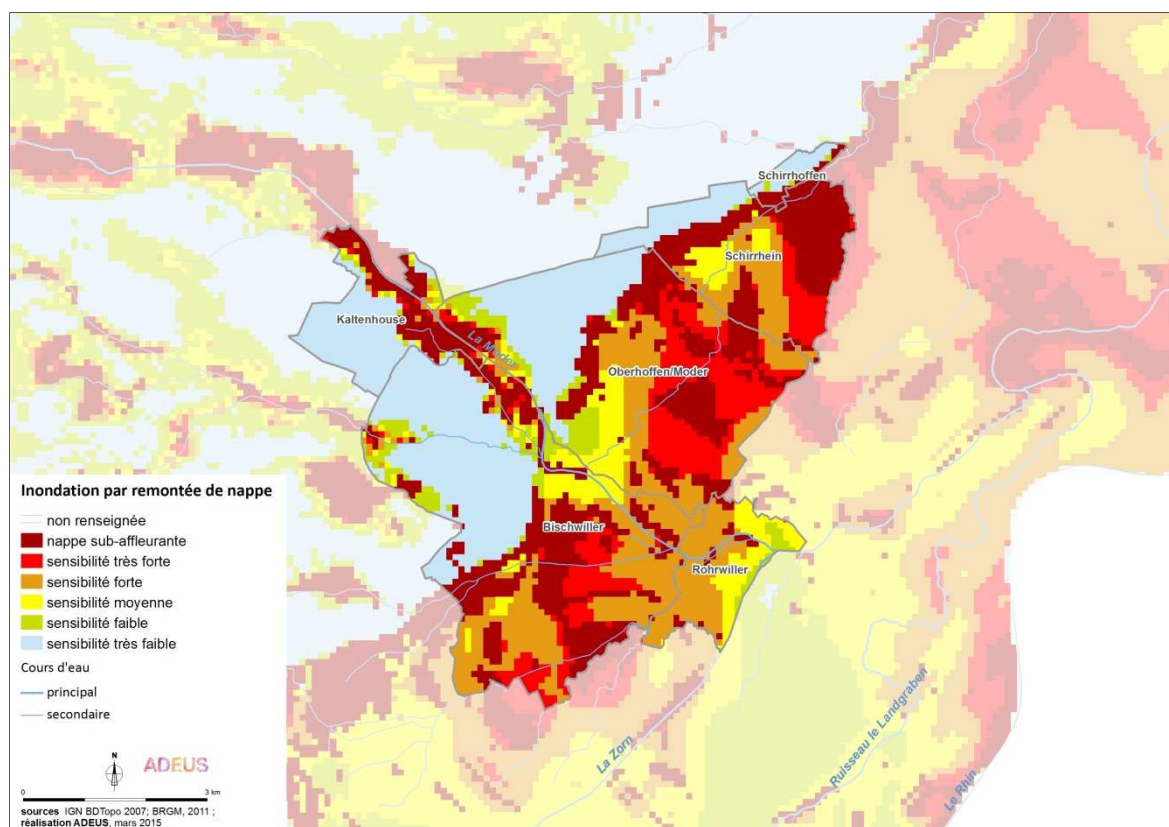 Schirrhoffen
Schirrhein
Kaltenhouse
La Moder
Oberhoffen/Moder
Bischwiller
Rohrwiller
La Zorn
Ruisseau le Landgraben
Le Rhin
Inondation par remontée de nappe
non renseignée
nappe sub-affleurante
sensibilité très forte
sensibilité forte
sensibilité moyenne
sensibilité faible
sensibilité très faible
Cours d'eau
principal
secondaire
N
ADEUS
0 3 km
sources IGN BDTopo 2007; BRGM, 2011 ;
réalisation ADEUS, mars 2015